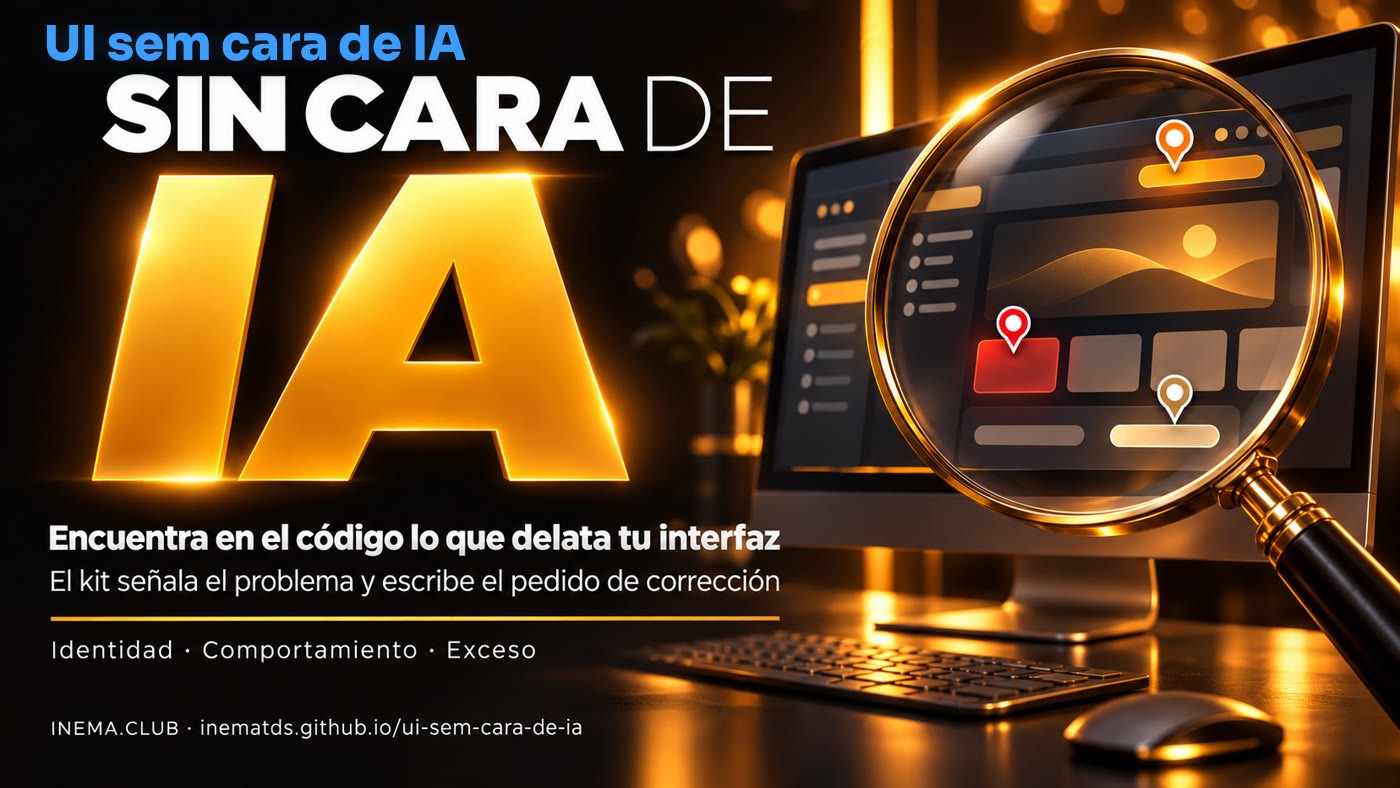 UI sem cara de IA
SIN CARA DE
IA
Encuentra en el código lo que delata tu interfaz
El kit señala el problema y escribe el pedido de corrección
Identidad · Comportamiento · Exceso
INEMA.CLUB · inematds.github.io/ui-sem-cara-de-ia